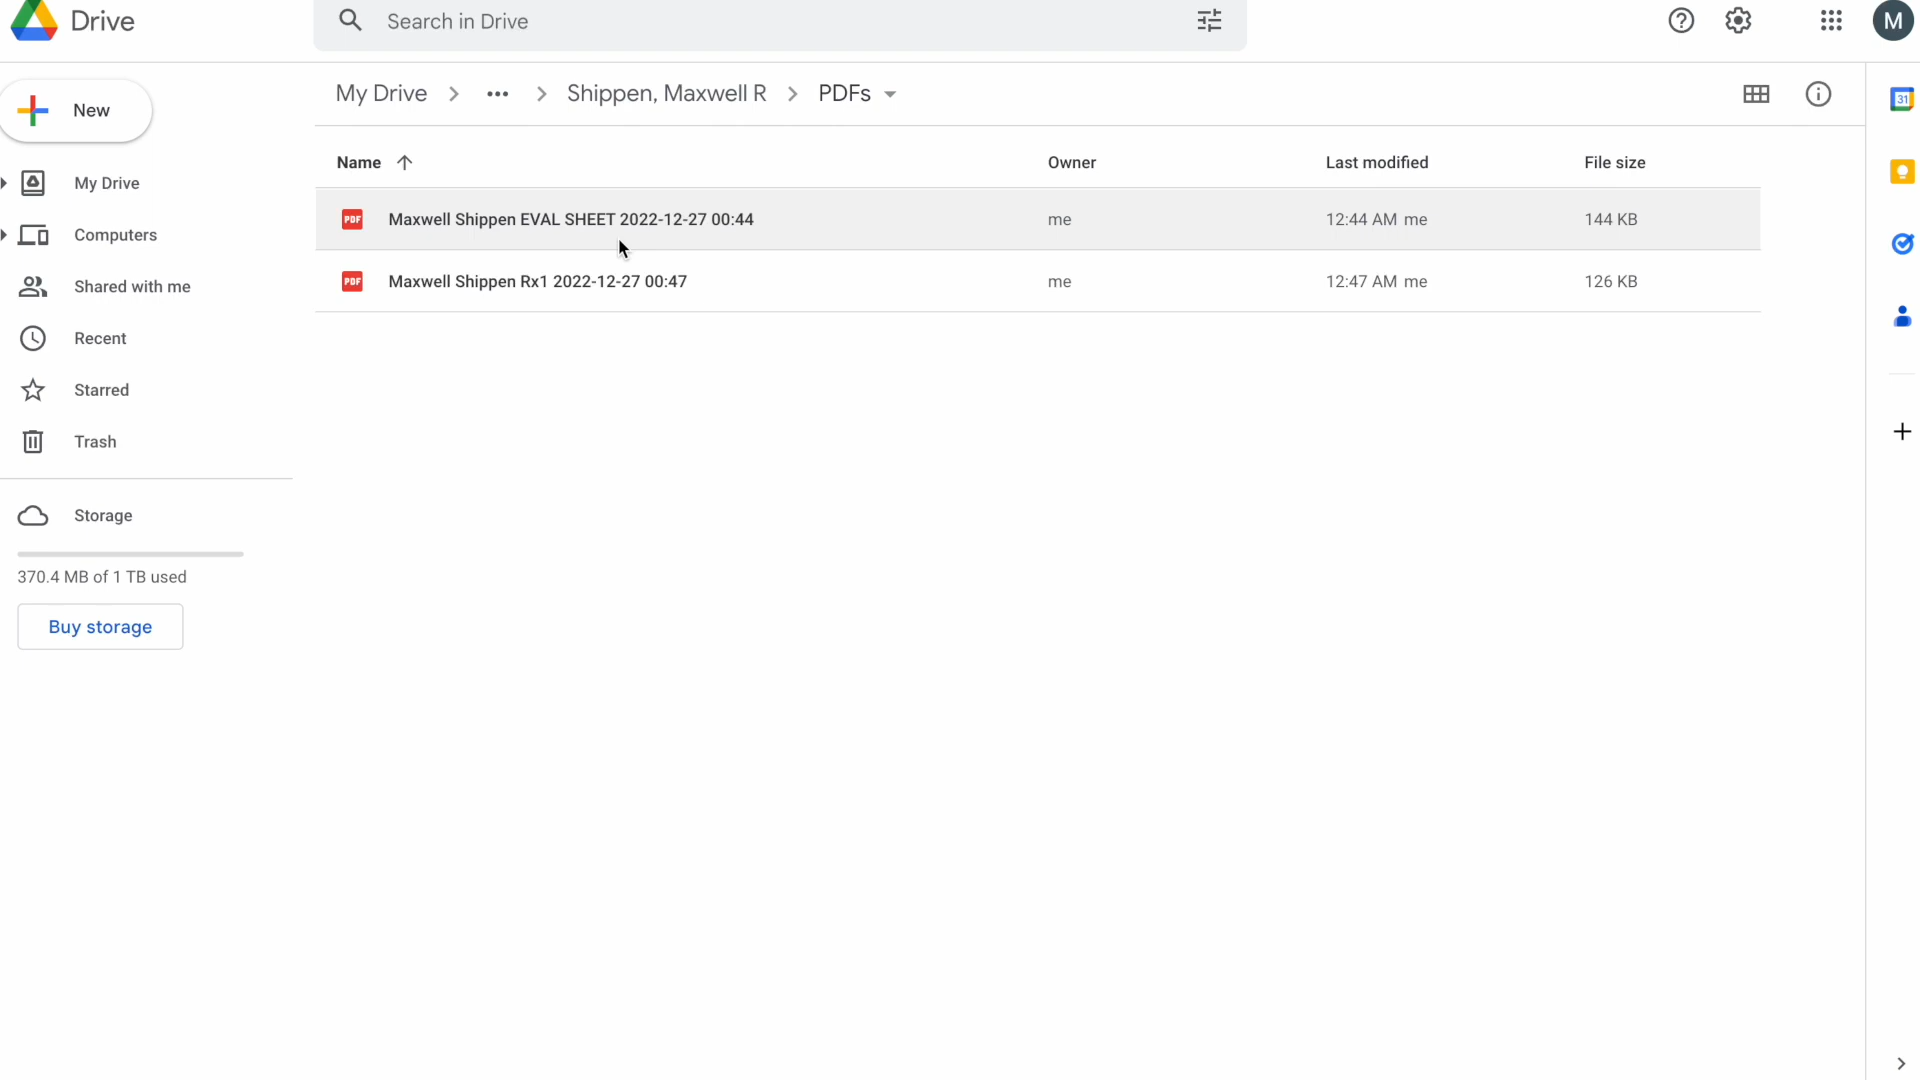 Drive
Search in Drive
M
New
My Drive
Computers
Shared with me
Recent
Starred
Trash
Storage
370.4 MB of 1 TB used
Buy storage
My Drive > ••• > Shippen, Maxwell R > PDFs
Name Owner Last modified File size
PDF Maxwell Shippen EVAL SHEET 2022-12-27 00:44 me 12:44 AM me 144 KB
PDF Maxwell Shippen Rx1 2022-12-27 00:47 me 12:47 AM me 126 KB
31